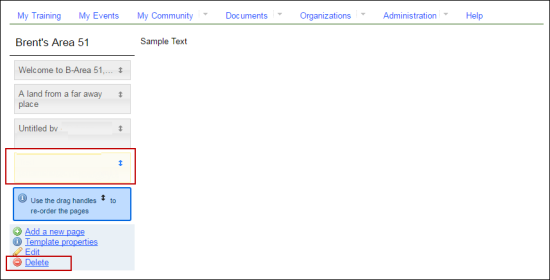 My Training My Events My Community Documents Organizations Administration Help
Brent's Area 51
Sample Text
Welcome to B-Area 51,...
A land from a far away
place
Untitled by
Use the drag handles to
re-order the pages
Add a new page
Template properties
Edit
Delete